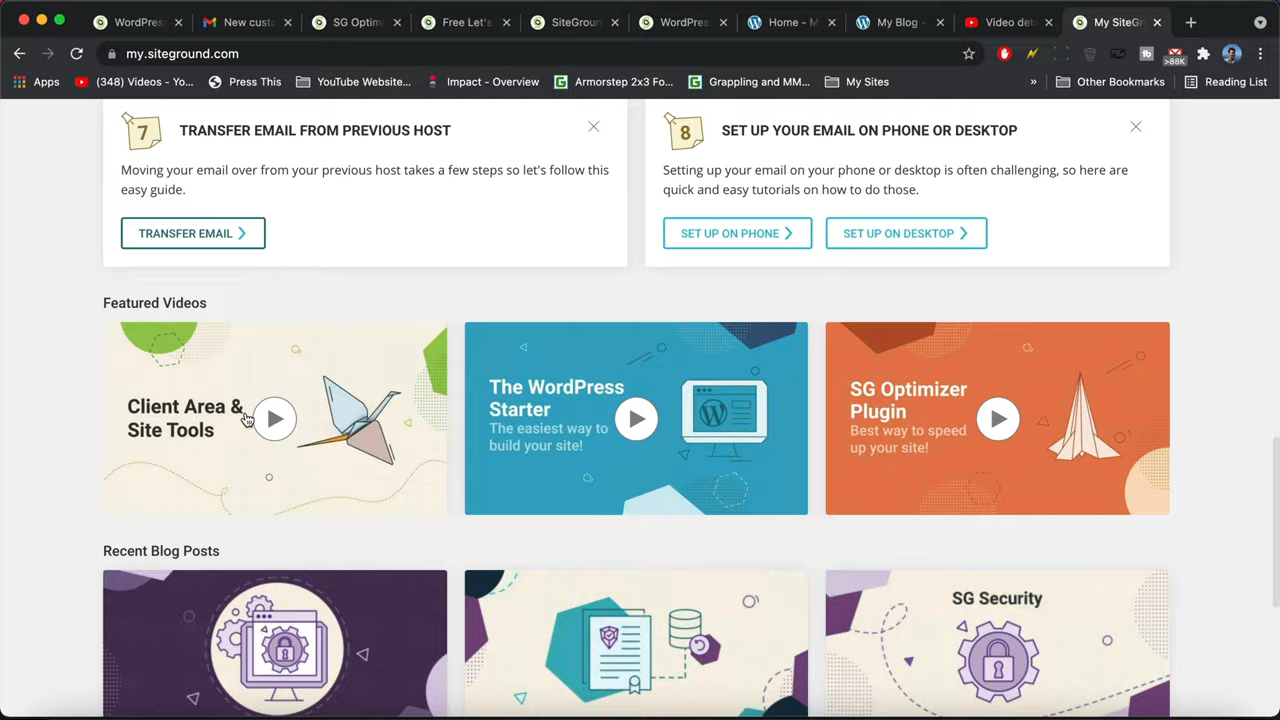 WordPres
New custo
SG Optimi
Free Let's
SiteGroun
WordPres
Home - M
My Blog -
Video det
My SiteGr
my.siteground.com
>88K
Apps
(348) Videos - Yo...
Press This
YouTube Website...
Impact - Overview
Armorstep 2x3 Fo...
Grappling and MM...
My Sites
»
Other Bookmarks
Reading List
7
TRANSFER EMAIL FROM PREVIOUS HOST
Moving your email over from your previous host takes a few steps so let's follow this
easy guide.
TRANSFER EMAIL
8
SET UP YOUR EMAIL ON PHONE OR DESKTOP
Setting up your email on your phone or desktop is often challenging, so here are
quick and easy tutorials on how to do those.
SET UP ON PHONE
SET UP ON DESKTOP
Featured Videos
Client Area &
Site Tools
The WordPress
Starter
The easiest way to
build your site!
SG Optimizer
Plugin
Best way to speed
up your site!
Recent Blog Posts
SG Security